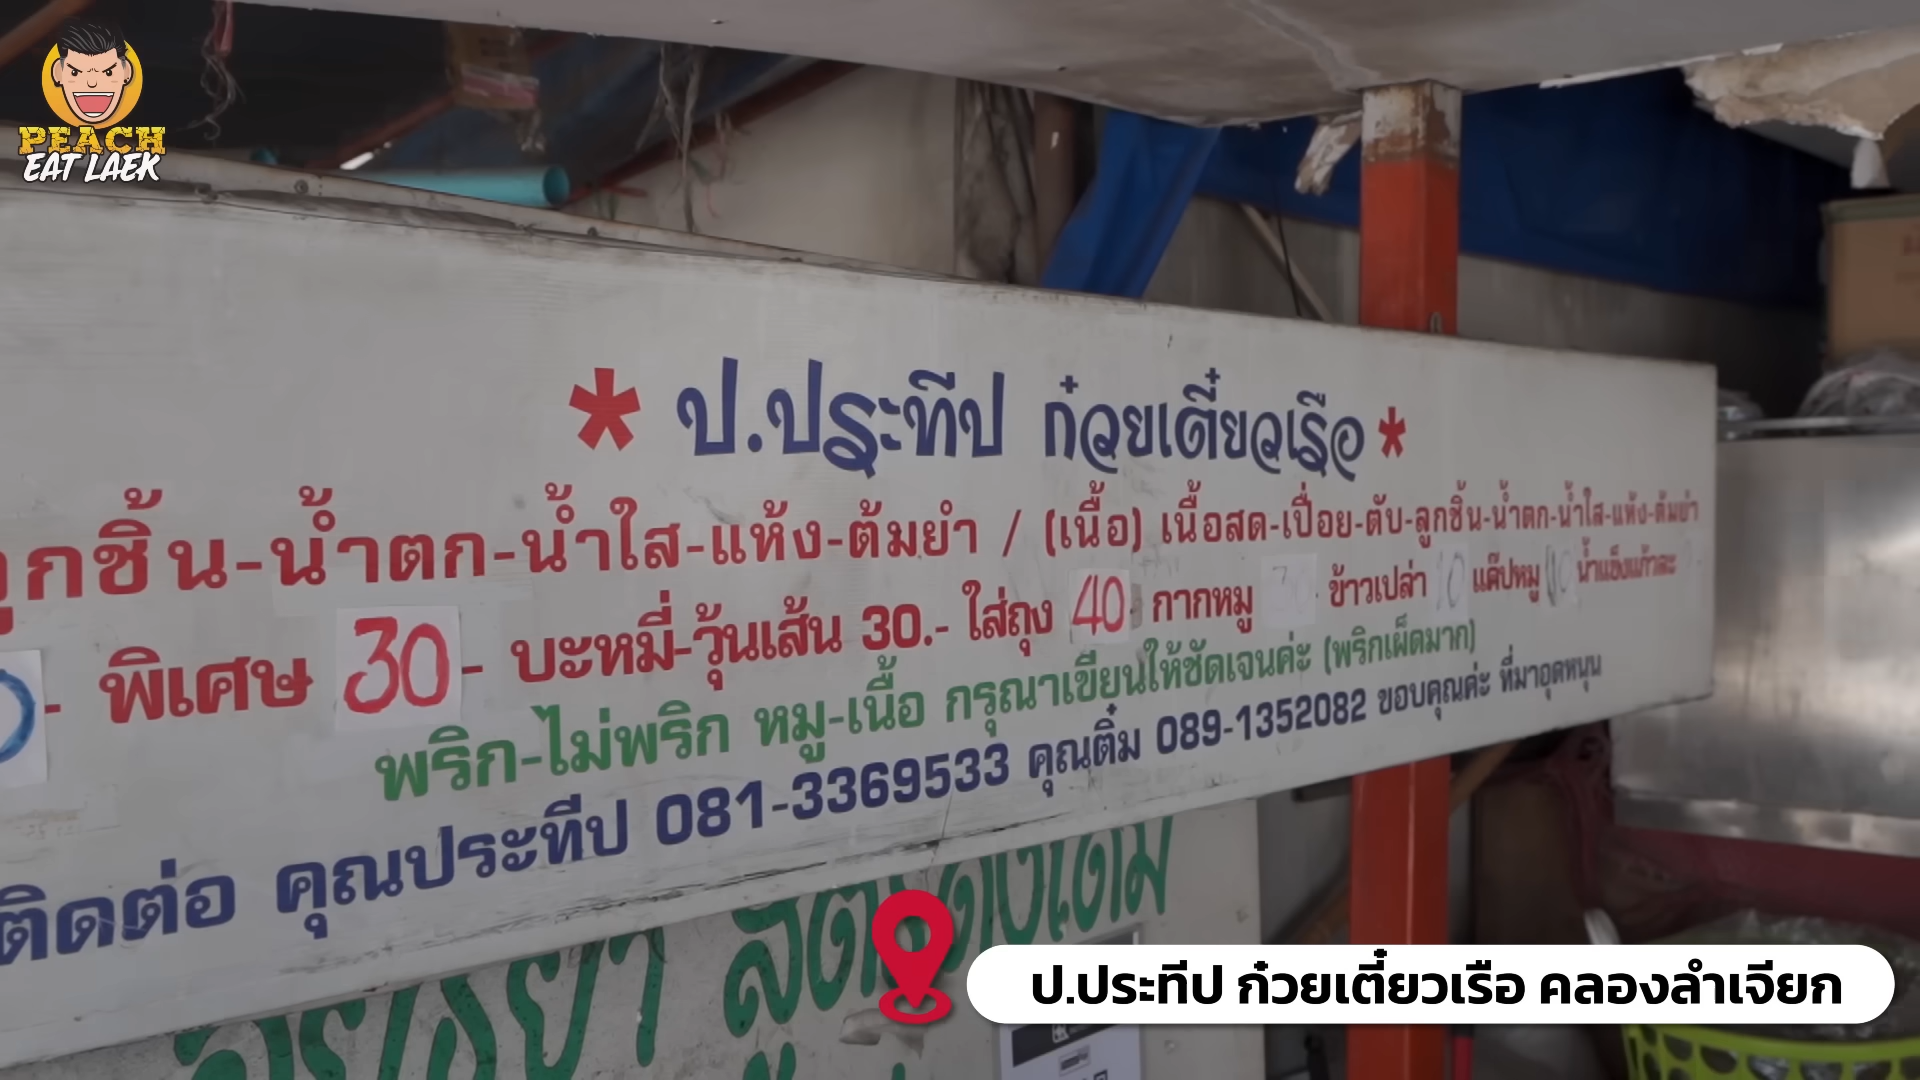 PEACH
EAT LAEK
* ป.ประทีป ก๋วยเตี๋ยวเรือ *
ลูกชิ้น-น้ำตก-น้ำใส-แห้ง-ต้มยำ / (เนื้อ) เนื้อสด-เปื่อย-ตับ-ลูกชิ้น-น้ำตก-น้ำใส-แห้ง-ต้มยำ
- พิเศษ 30- บะหมี่-วุ้นเส้น 30.- ใส่ถุง 40- กากหมู 30 ข้าวเปล่า 10 แค๊ปหมู 10 น้ำแข็งแก้วละ
พริก-ไม่พริก หมู-เนื้อ กรุณาเขียนให้ชัดเจนค่ะ (พริกเผ็ดมาก)
ติดต่อ คุณประทีป 081-3369533 คุณติ๋ม 089-1352082 ขอบคุณค่ะ ที่มาอุดหนุน
ป.ประทีป ก๋วยเตี๋ยวเรือ คลองลำเจียก